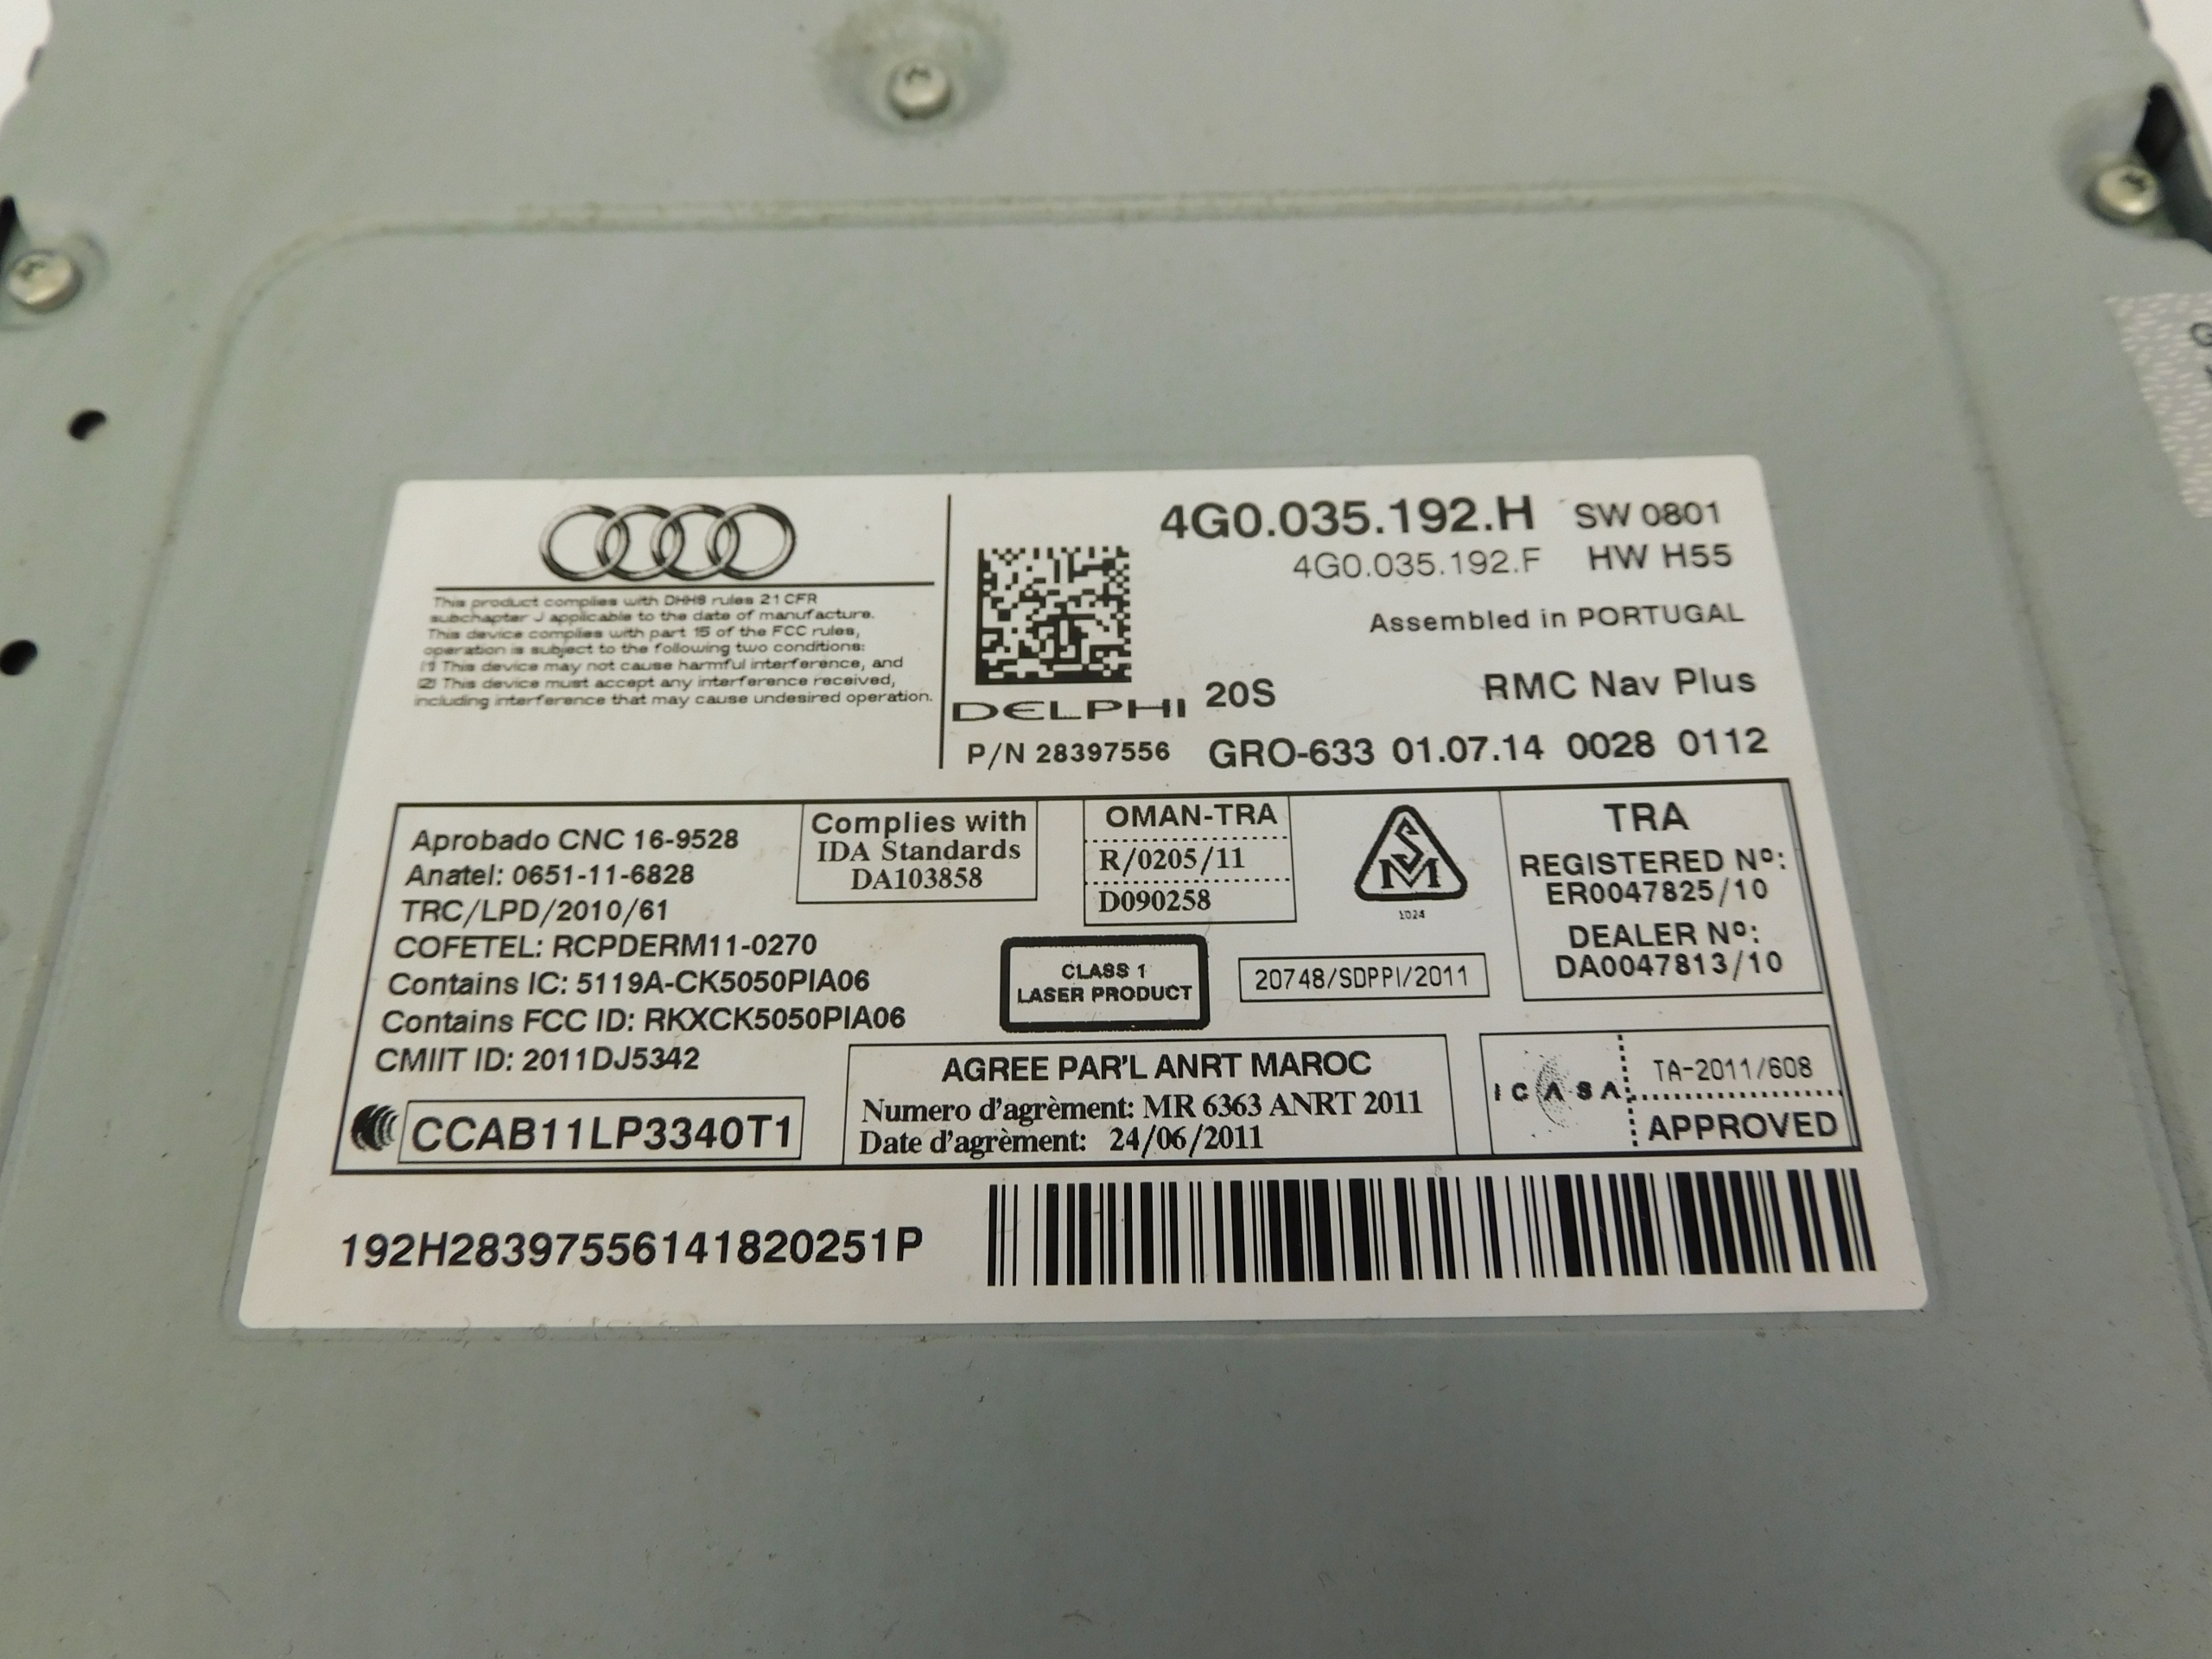 This product complies with DHHS rules 21 CFR
subchapter J applicable to the date of manufacture.
This device complies with part 15 of the FCC rules,
operation is subject to the following two conditions:
(1) This device may not cause harmful interference, and
(2) This device must accept any interference received,
including interference that may cause undesired operation.
4G0.035.192.H SW 0801
4G0.035.192.F HW H55
Assembled in PORTUGAL
DELPHI 20S RMC Nav Plus
P/N 28397556 GRO-633 01.07.14 0028 0112
Aprobado CNC 16-9528
Anatel: 0651-11-6828
TRC/LPD/2010/61
COFETEL: RCPDERM11-0270
Contains IC: 5119A-CK5050PIA06
Contains FCC ID: RKXCK5050PIA06
CMIIT ID: 2011DJ5342
CCAB11LP3340T1
Complies with
IDA Standards
DA103858
OMAN-TRA
R/0205/11
D090258
SM
1024
TRA
REGISTERED Nº:
ER0047825/10
DEALER Nº:
DA0047813/10
CLASS 1
LASER PRODUCT
20748/SDPPI/2011
AGREE PAR'L ANRT MAROC
Numero d'agrèment: MR 6363 ANRT 2011
Date d'agrèment: 24/06/2011
ICASA
TA-2011/608
APPROVED
192H28397556141820251P